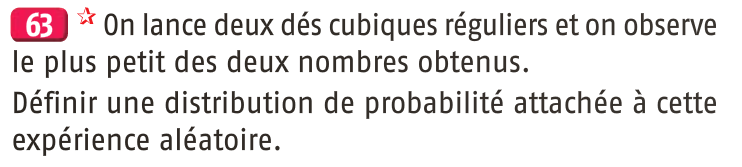 63 ☆ On lance deux dés cubiques réguliers et on observe
le plus petit des deux nombres obtenus.
Définir une distribution de probabilité attachée à cette
expérience aléatoire.